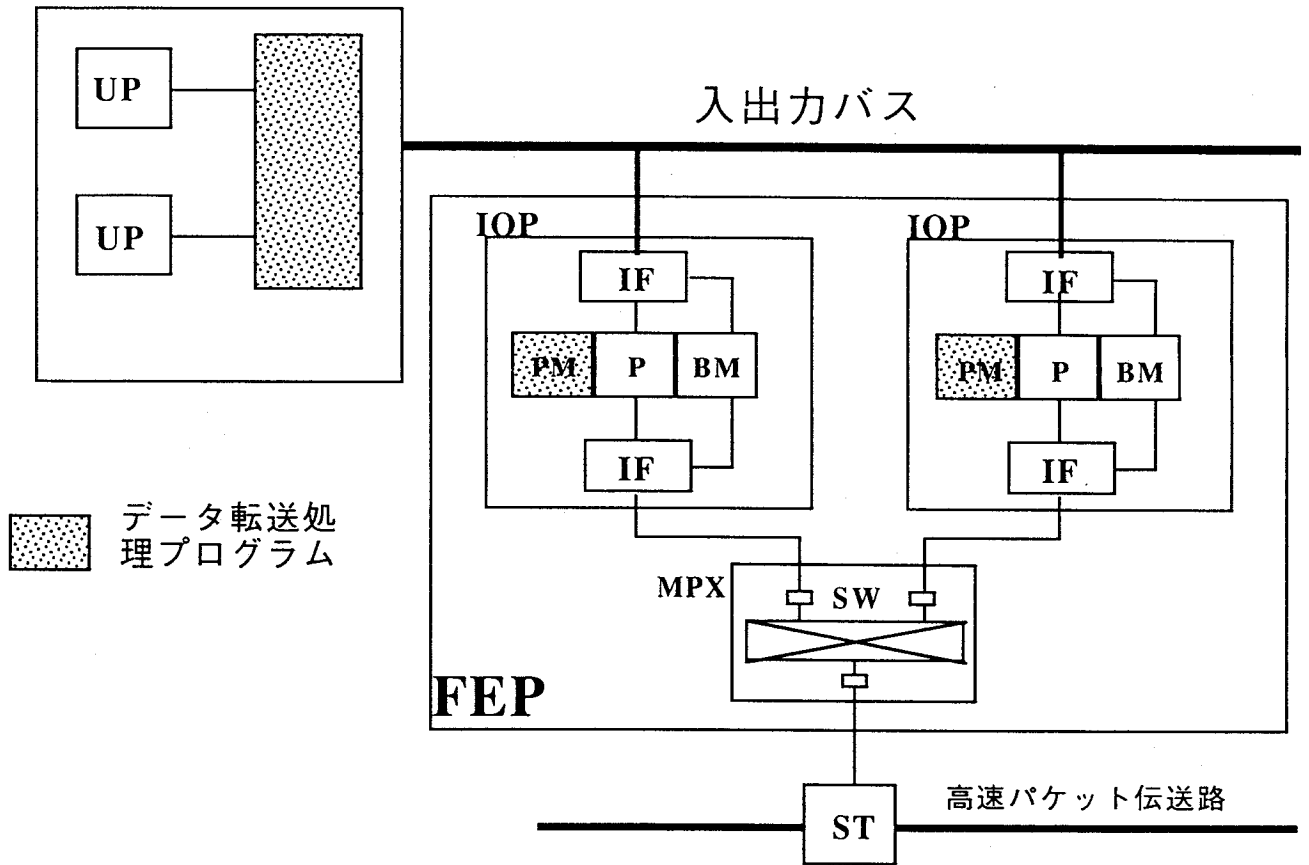 UP
UP
入出力バス
IOP
IF
PM
P
BM
IF
IOP
IF
PM
P
BM
IF
データ転送処
理プログラム
MPX
SW
FEP
ST
高速パケット伝送路